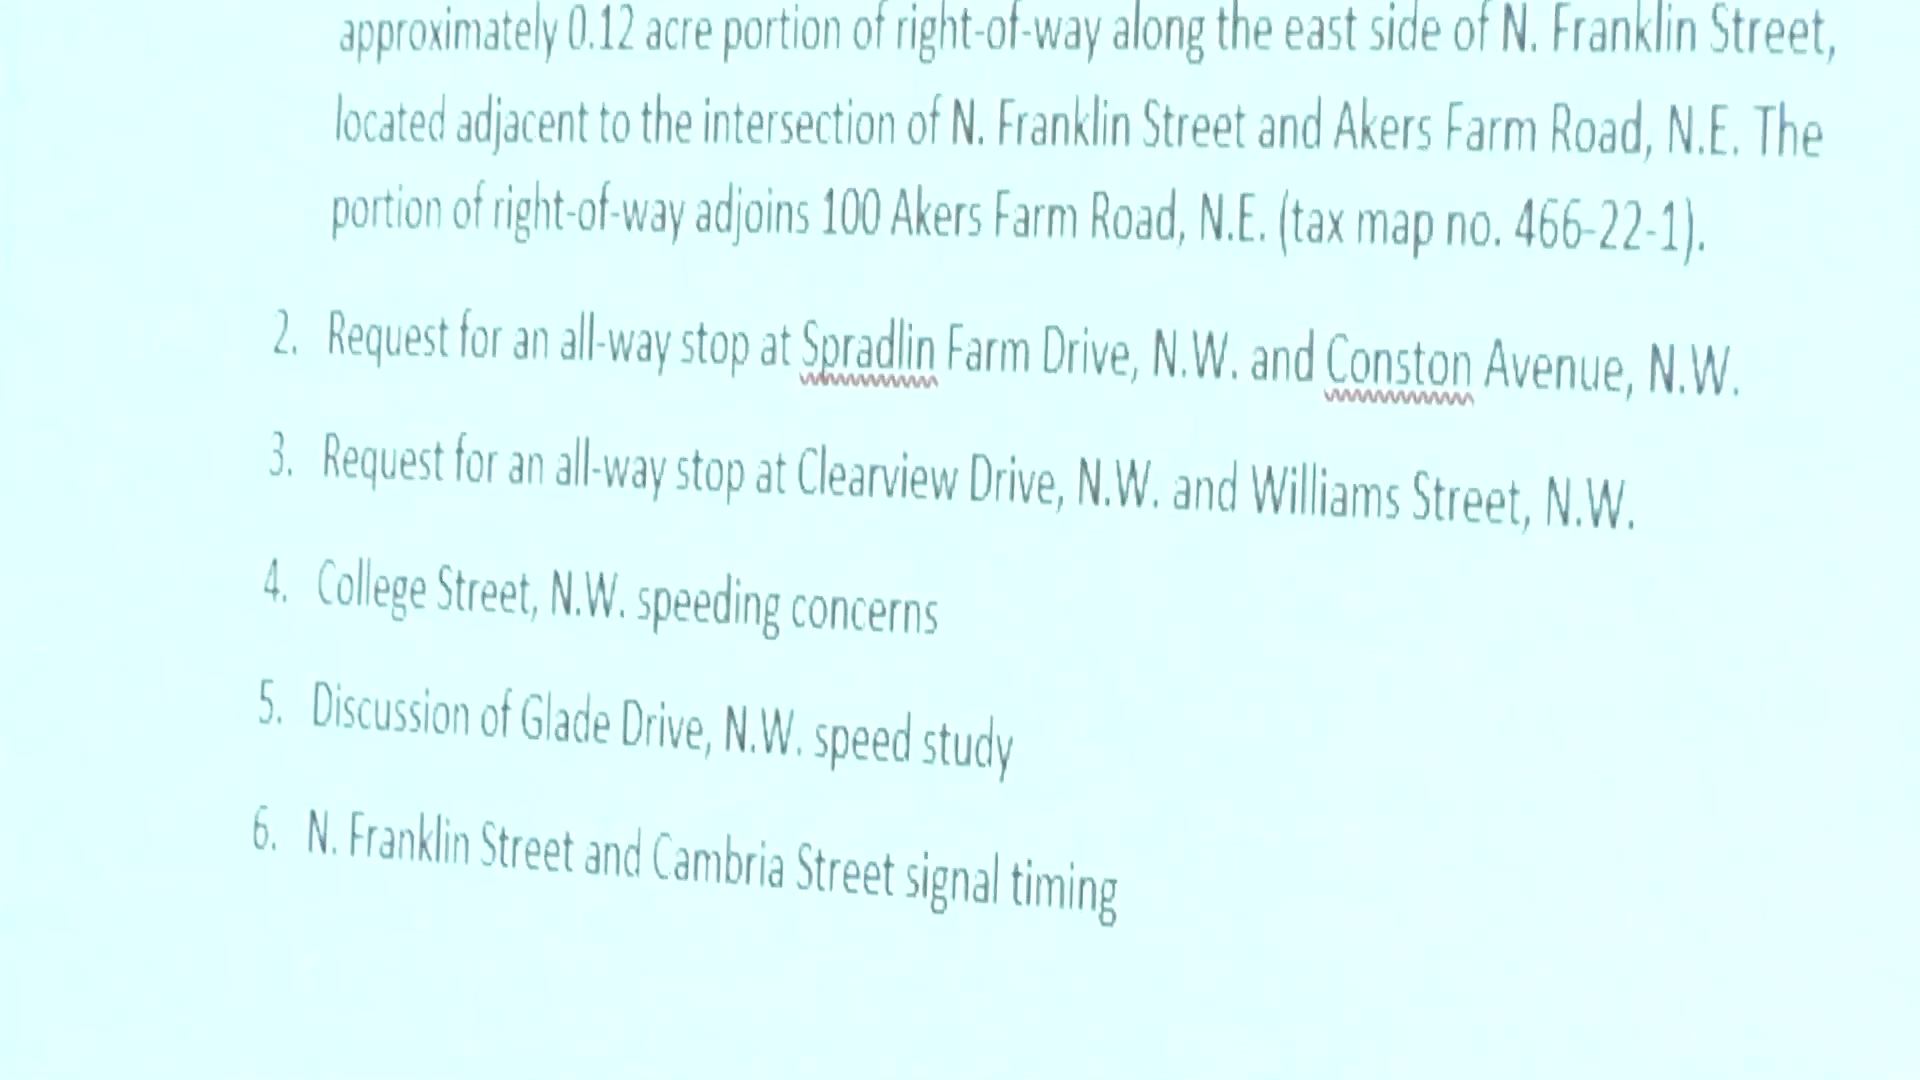 approximately 0.12 acre portion of right-of-way along the east side of N. Franklin Street,
located adjacent to the intersection of N. Franklin Street and Akers Farm Road, N.E. The
portion of right-of-way adjoins 100 Akers Farm Road, N.E. (tax map no. 466-22-1).
2. Request for an all-way stop at Spradlin Farm Drive, N.W. and Conston Avenue, N.W.
3. Request for an all-way stop at Clearview Drive, N.W. and Williams Street, N.W.
4. College Street, N.W. speeding concerns
5. Discussion of Glade Drive, N.W. speed study
6. N. Franklin Street and Cambria Street signal timing